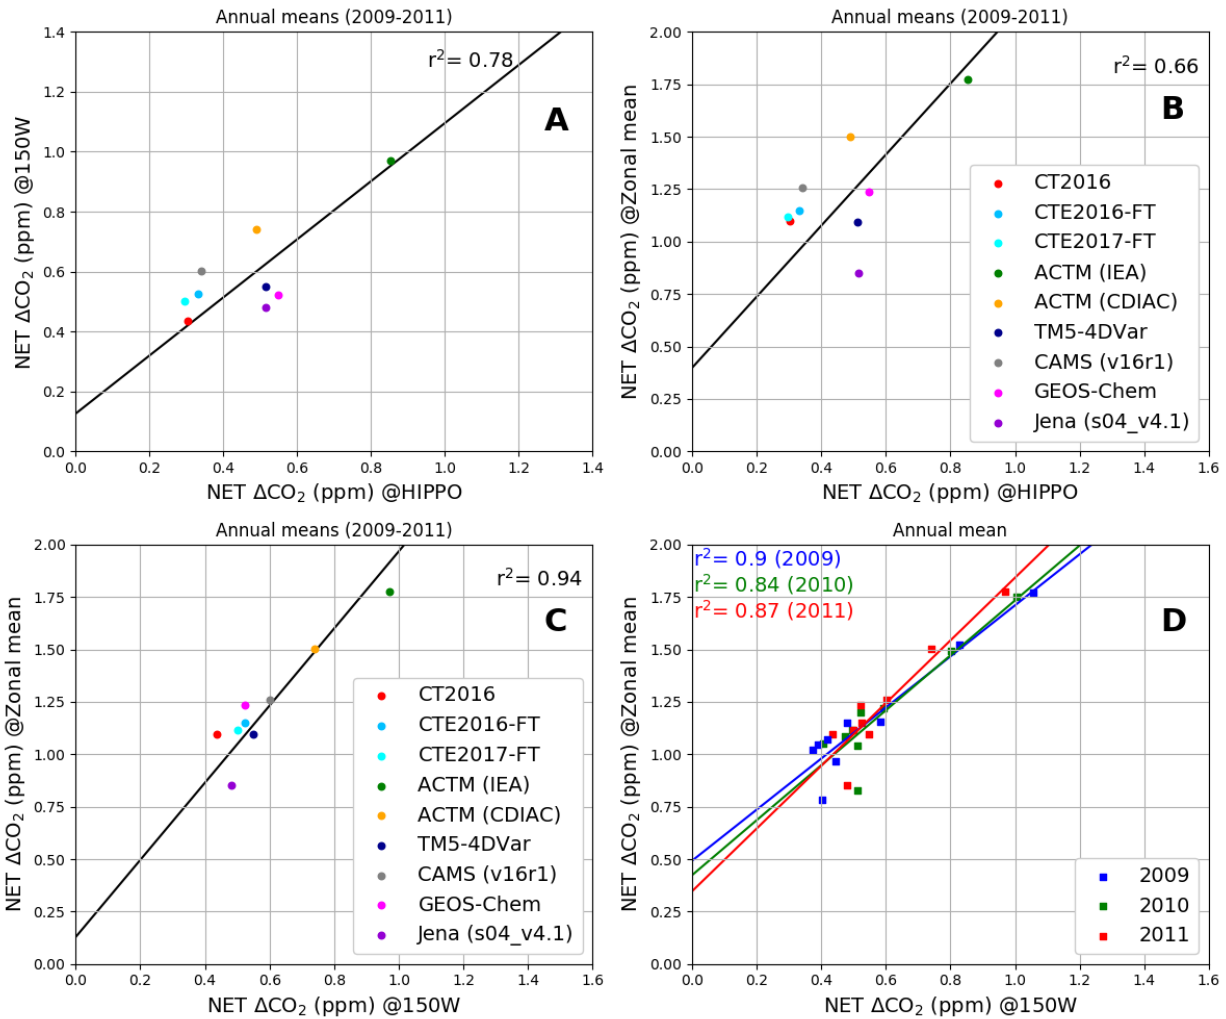 Annual means (2009-2011)
NET ΔCO₂ (ppm) @150W
1.4
1.2
1.0
0.8
0.6
0.4
0.2
0.0
r²= 0.78
A
0.0 0.2 0.4 0.6 0.8 1.0 1.2 1.4
NET ΔCO₂ (ppm) @HIPPO
Annual means (2009-2011)
NET ΔCO₂ (ppm) @Zonal mean
2.00
1.75
1.50
1.25
1.00
0.75
0.50
0.25
0.00
r²= 0.66
B
CT2016
CTE2016-FT
CTE2017-FT
ACTM (IEA)
ACTM (CDIAC)
TM5-4DVar
CAMS (v16r1)
GEOS-Chem
Jena (s04_v4.1)
0.0 0.2 0.4 0.6 0.8 1.0 1.2 1.4 1.6
NET ΔCO₂ (ppm) @HIPPO
Annual means (2009-2011)
NET ΔCO₂ (ppm) @Zonal mean
2.00
1.75
1.50
1.25
1.00
0.75
0.50
0.25
0.00
r²= 0.94
C
CT2016
CTE2016-FT
CTE2017-FT
ACTM (IEA)
ACTM (CDIAC)
TM5-4DVar
CAMS (v16r1)
GEOS-Chem
Jena (s04_v4.1)
0.0 0.2 0.4 0.6 0.8 1.0 1.2 1.4 1.6
NET ΔCO₂ (ppm) @150W
Annual mean
NET ΔCO₂ (ppm) @Zonal mean
2.00
1.75
1.50
1.25
1.00
0.75
0.50
0.25
0.00
r²= 0.9 (2009)
r²= 0.84 (2010)
r²= 0.87 (2011)
D
2009
2010
2011
0.0 0.2 0.4 0.6 0.8 1.0 1.2 1.4 1.6
NET ΔCO₂ (ppm) @150W